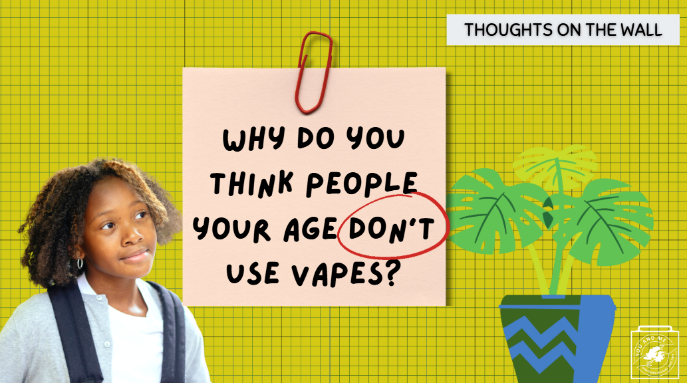 THOUGHTS ON THE WALL
WHY DO YOU
THINK PEOPLE
YOUR AGE DON'T
USE VAPES?